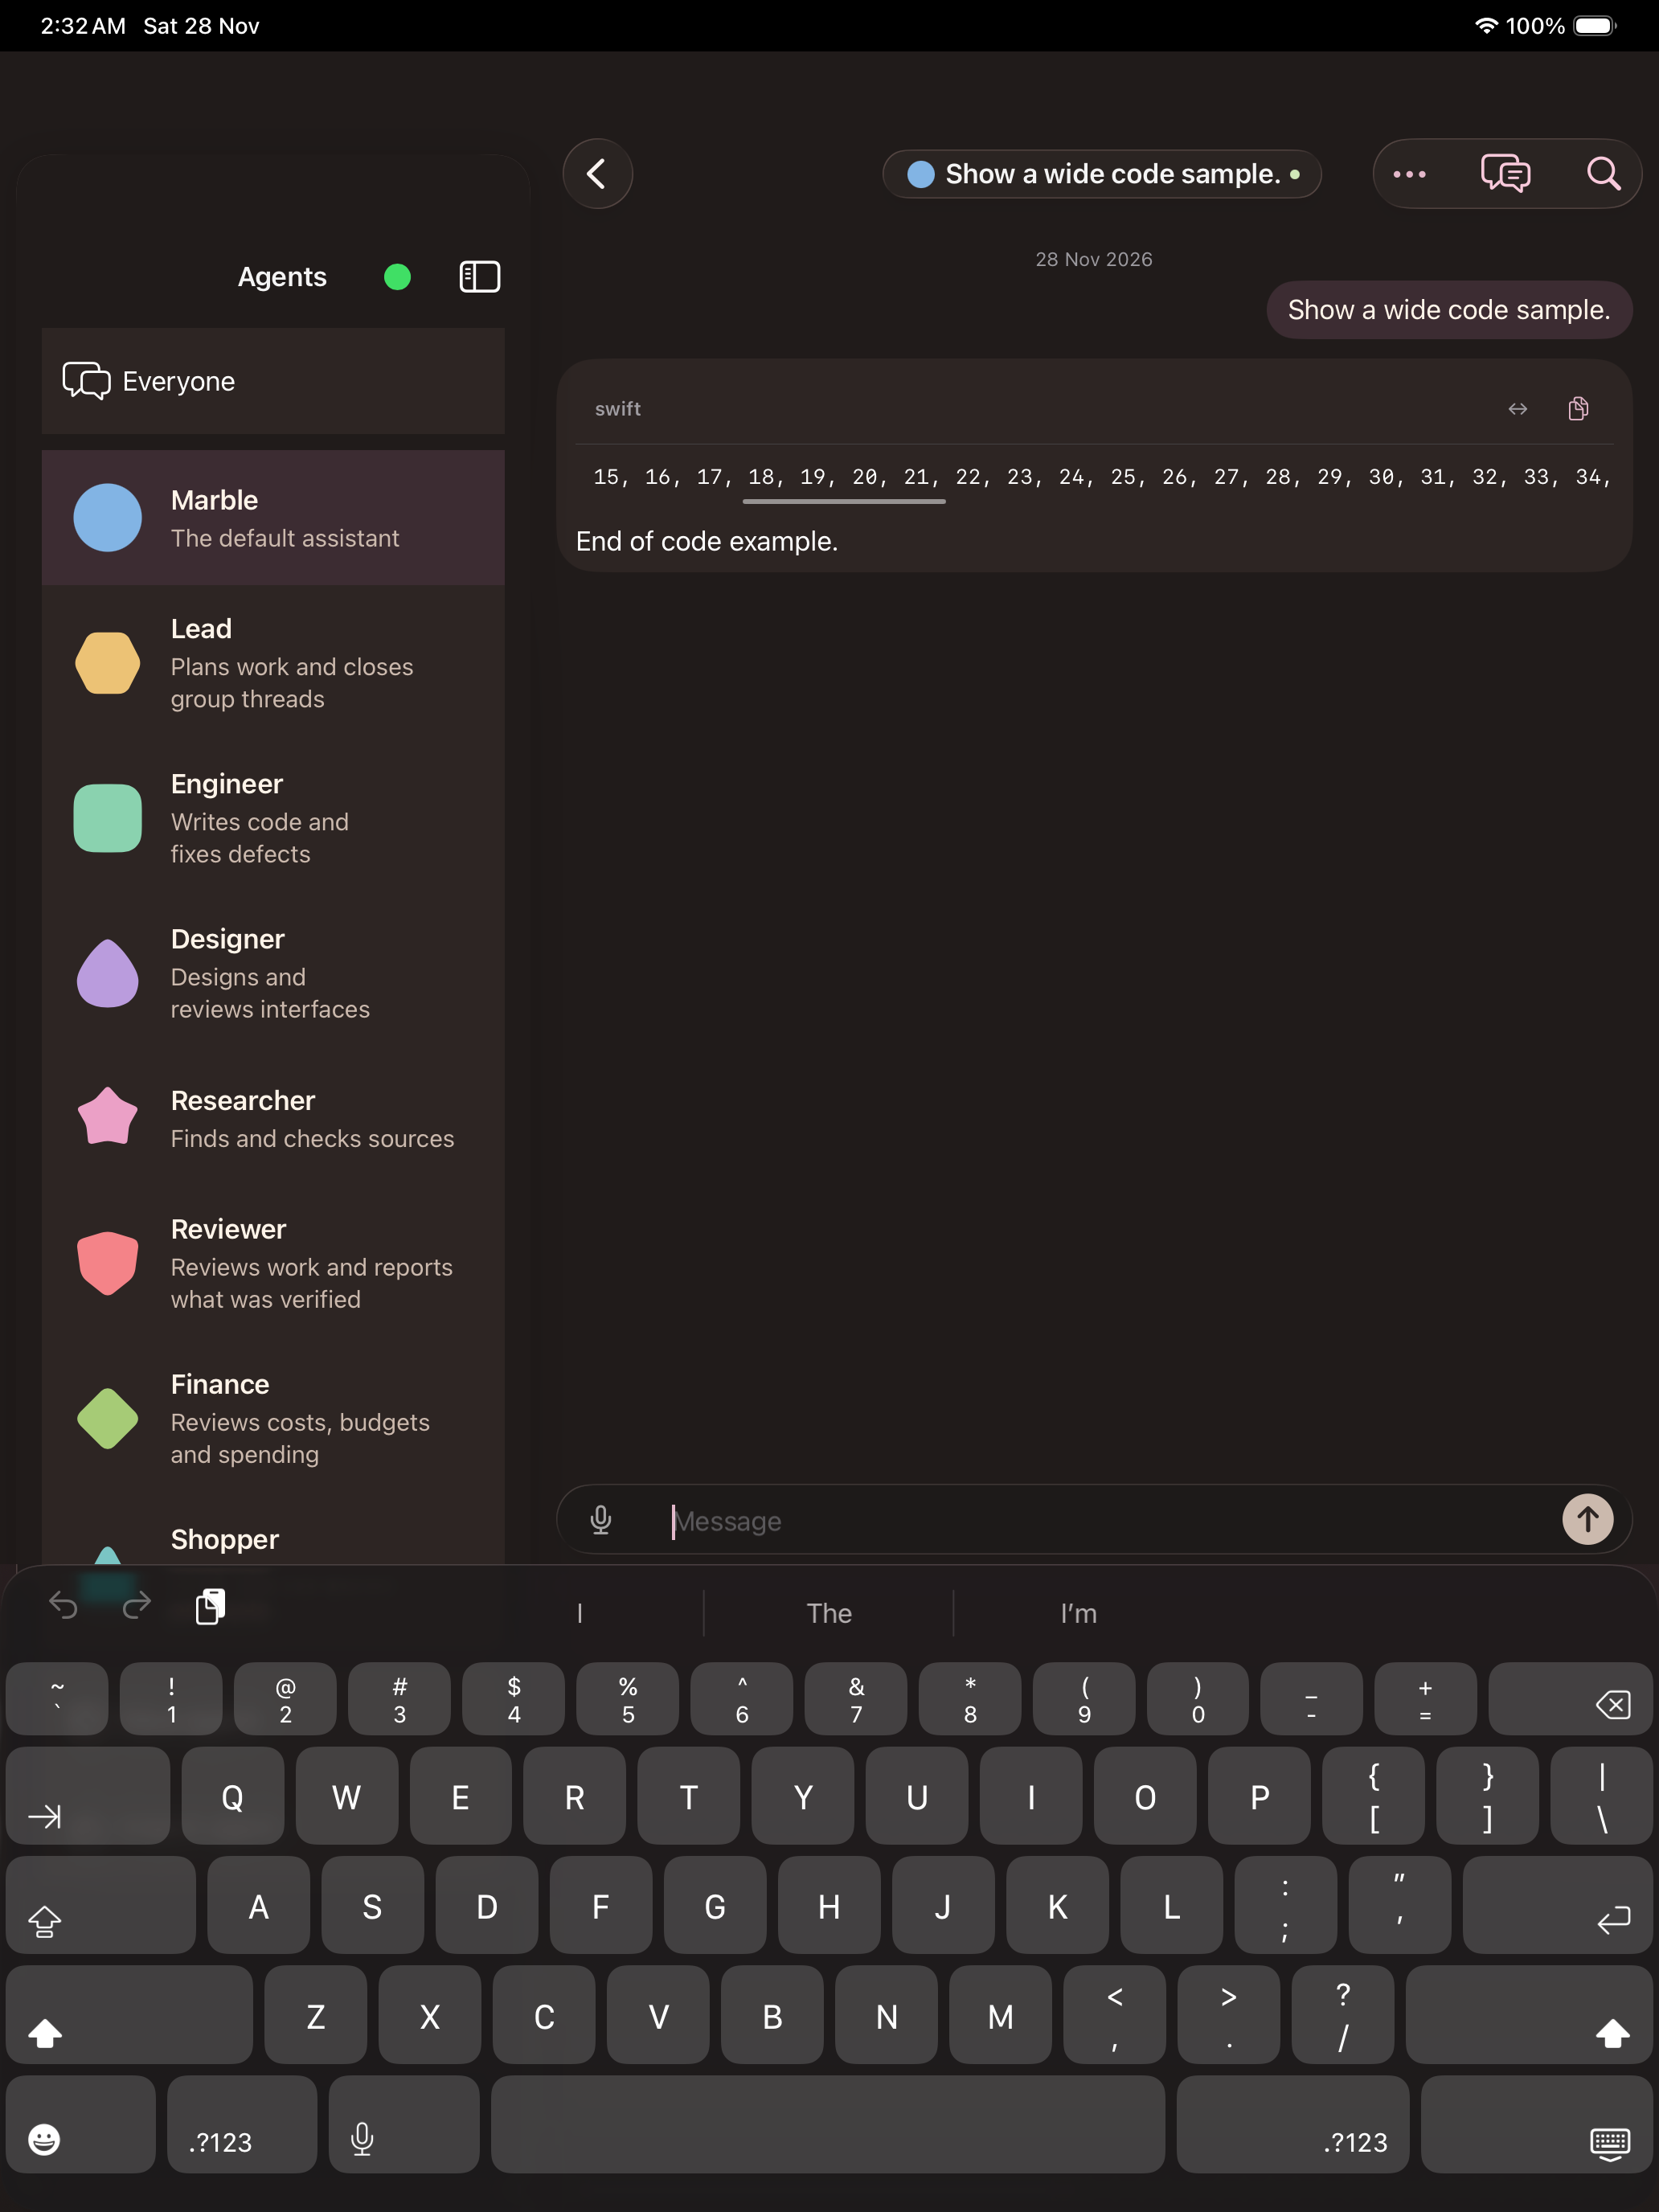 2:32 AM Sat 28 Nov
100%
Agents
Everyone
Marble
The default assistant
Lead
Plans work and closes
group threads
Engineer
Writes code and
fixes defects
Designer
Designs and
reviews interfaces
Researcher
Finds and checks sources
Reviewer
Reviews work and reports
what was verified
Finance
Reviews costs, budgets
and spending
Shopper
Show a wide code sample.
28 Nov 2026
Show a wide code sample.
swift
15, 16, 17, 18, 19, 20, 21, 22, 23, 24, 25, 26, 27, 28, 29, 30, 31, 32, 33, 34,
End of code example.
Message
I The I’m
~ ! @ # $ % ^ & * ( ) _ +
` 1 2 3 4 5 6 7 8 9 0 - =
Q W E R T Y U I O P { } |
[ ] \
A S D F G H J K L : "
; '
Z X C V B N M < > ?
, . /
.?123 .?123